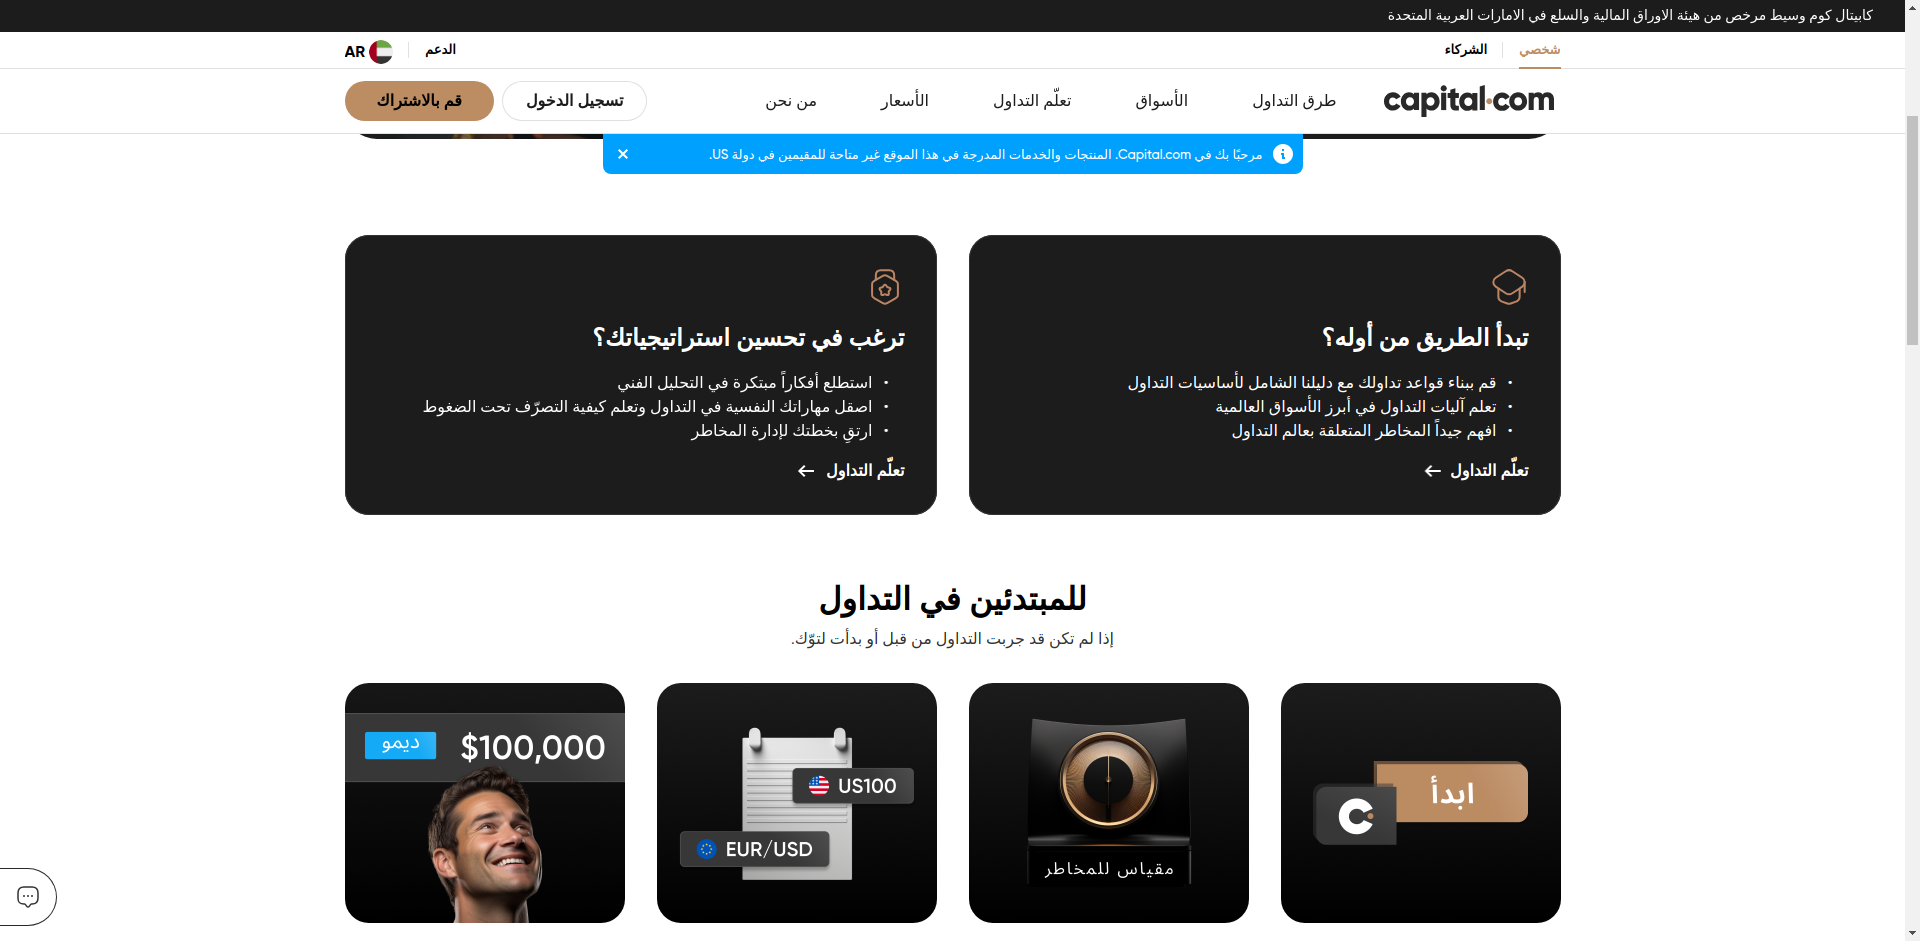 كابيتال كوم وسيط مرخص من هيئة الاوراق المالية والسلع في الامارات العربية المتحدة
شخصي
الشركاء
الدعم
AR
capital.com
طرق التداول
الأسواق
تعلّم التداول
الأسعار
من نحن
تسجيل الدخول
قم بالاشتراك
مرحبًا بك في Capital.com. المنتجات والخدمات المدرجة في هذا الموقع غير متاحة للمقيمين في دولة US.
تبدأ الطريق من أوله؟
• قم ببناء قواعد تداولك مع دليلنا الشامل لأساسيات التداول
• تعلم آليات التداول في أبرز الأسواق العالمية
• افهم جيداً المخاطر المتعلقة بعالم التداول
تعلّم التداول
ترغب في تحسين استراتيجياتك؟
• استطلع أفكاراً مبتكرة في التحليل الفني
• اصقل مهاراتك النفسية في التداول وتعلم كيفية التصرّف تحت الضغوط
• ارتقِ بخطتك لإدارة المخاطر
تعلّم التداول
للمبتدئين في التداول
إذا لم تكن قد جربت التداول من قبل أو بدأت لتوّك.
ابدأ
مقياس للمخاطر
US100
EUR/USD
$100,000
ديمو